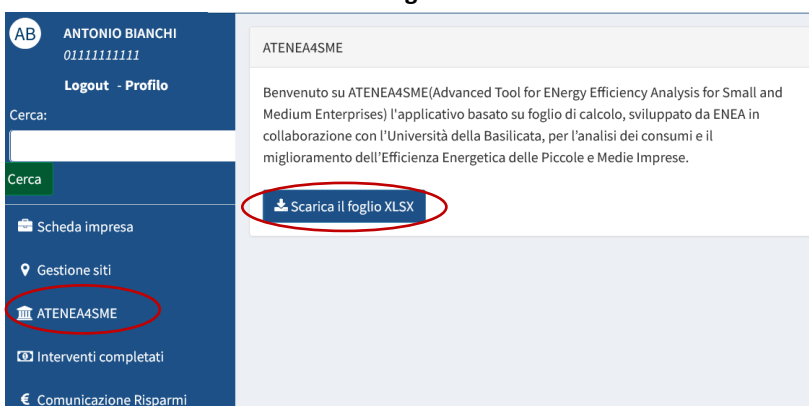 AB
ANTONIO BIANCHI
01111111111
Logout - Profilo
Cerca:
Cerca
Scheda impresa
Gestione siti
ATENEA4SME
Interventi completati
Comunicazione Risparmi
ATENEA4SME
Benvenuto su ATENEA4SME(Advanced Tool for ENergy Efficiency Analysis for Small and
Medium Enterprises) l'applicativo basato su foglio di calcolo, sviluppato da ENEA in
collaborazione con l'Università della Basilicata, per l'analisi dei consumi e il
miglioramento dell'Efficienza Energetica delle Piccole e Medie Imprese.
Scarica il foglio XLSX